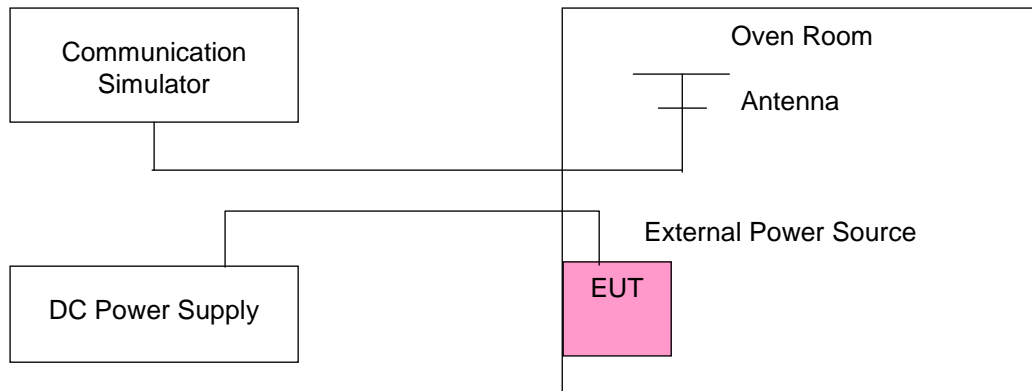 Communication
Simulator
Oven Room
Antenna
External Power Source
DC Power Supply
EUT